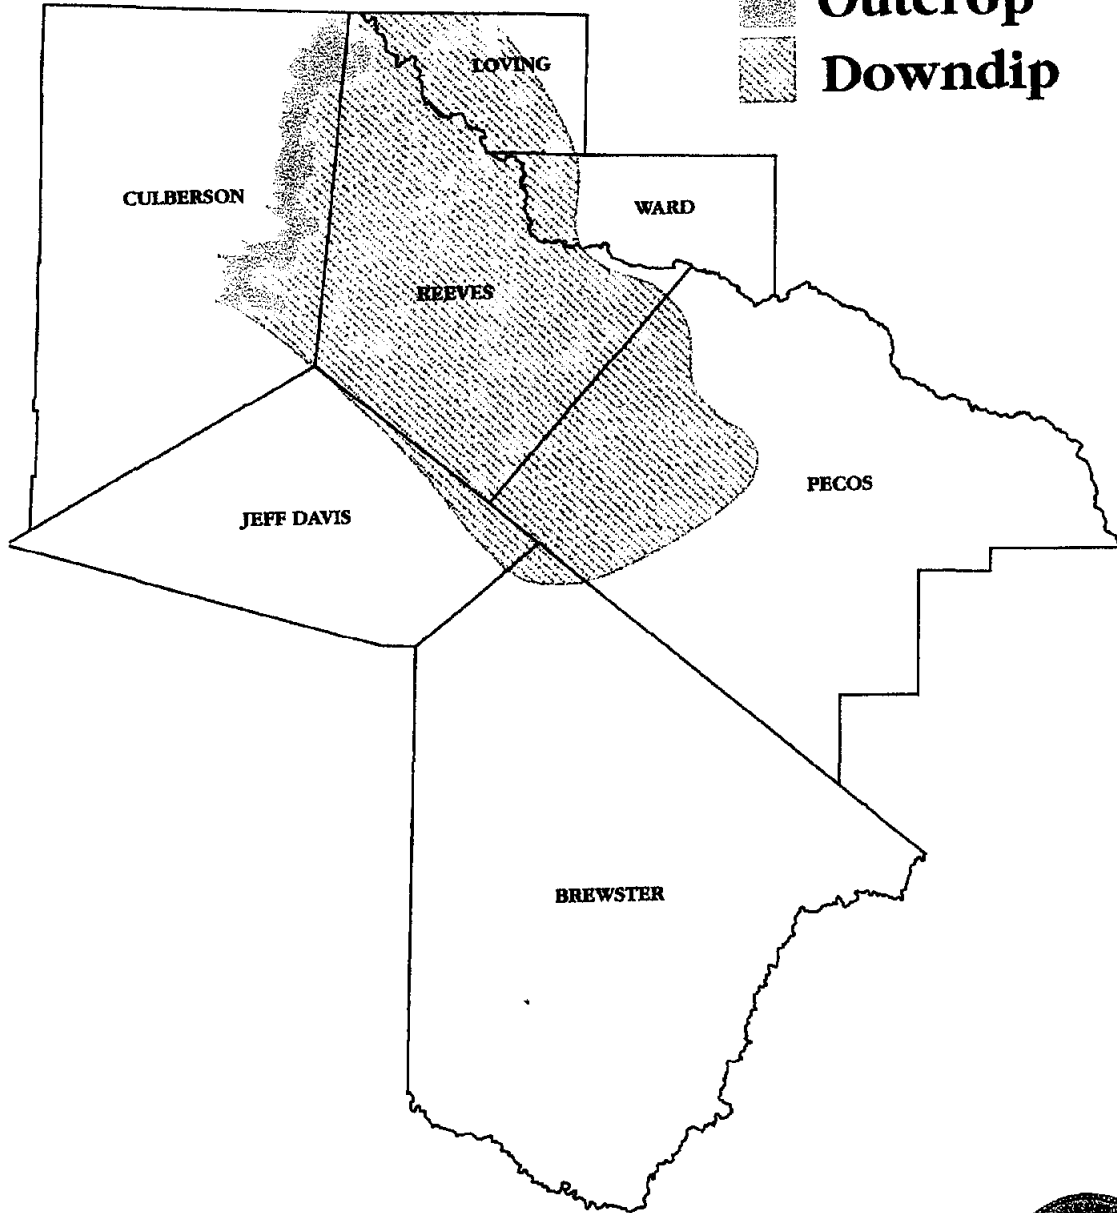 Outcrop
Downdip
LOVING
CULBERSON
WARD
REEVES
PECOS
JEFF DAVIS
BREWSTER